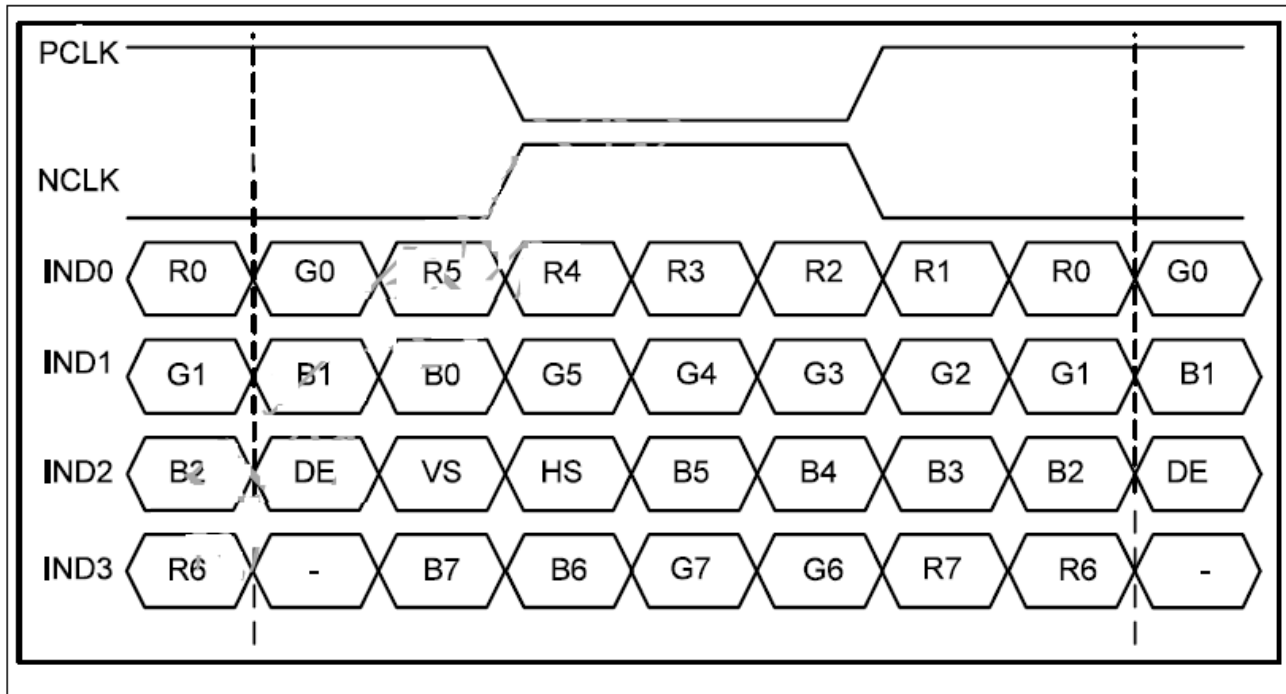 PCLK
NCLK
IND0 R0 G0 R5 R4 R3 R2 R1 R0 G0
IND1 G1 B1 B0 G5 G4 G3 G2 G1 B1
IND2 B2 DE VS HS B5 B4 B3 B2 DE
IND3 R6 - B7 B6 G7 G6 R7 R6 -